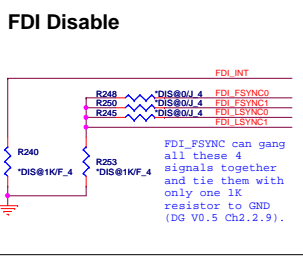 FDI Disable
FDI_INT
R248 *DIS@0/J_4 FDI_FSYNC0
R250 *DIS@0/J_4 FDI_FSYNC1
R245 *DIS@0/J_4 FDI_LSYNC0
FDI_LSYNC1
R240
*DIS@1K/F_4
R253
*DIS@1K/F_4
FDI_FSYNC can gang
all these 4
signals together
and tie them with
only one 1K
resistor to GND
(DG V0.5 Ch2.2.9).